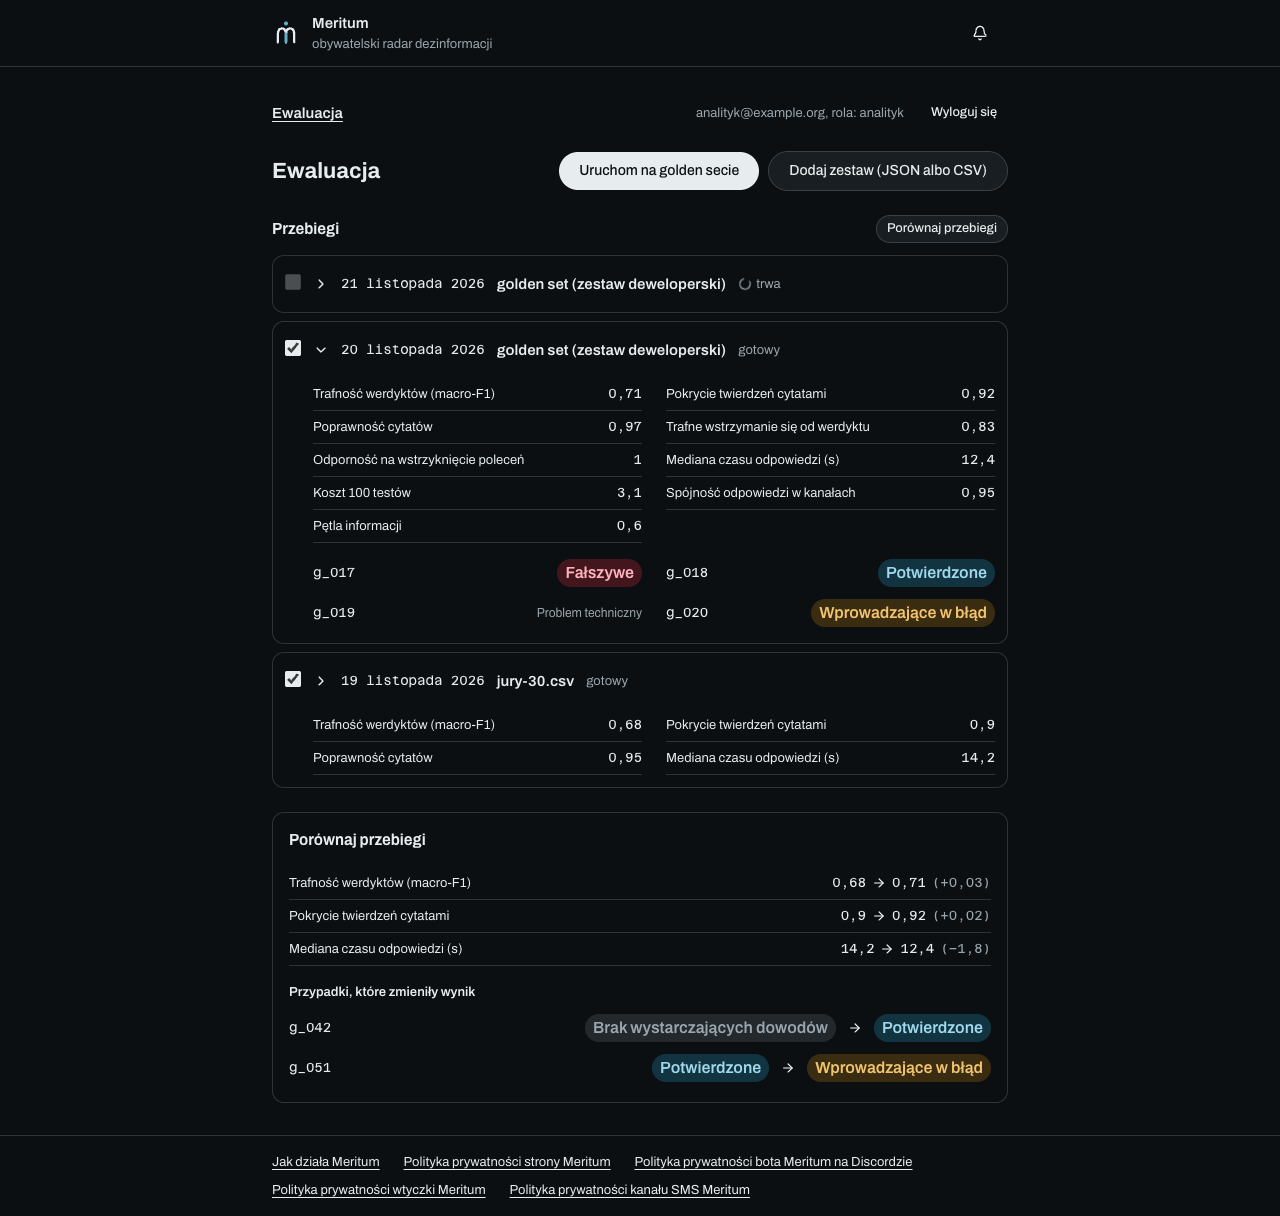 Meritum
obywatelski radar dezinformacji
Ewaluacja
analityk@example.org, rola: analityk
Wyloguj się
Ewaluacja
Uruchom na golden secie
Dodaj zestaw (JSON albo CSV)
Przebiegi
Porównaj przebiegi
21 listopada 2026 golden set (zestaw deweloperski) trwa
20 listopada 2026 golden set (zestaw deweloperski) gotowy
Trafność werdyktów (macro-F1) 0,71
Pokrycie twierdzeń cytatami 0,92
Poprawność cytatów 0,97
Trafne wstrzymanie się od werdyktu 0,83
Odporność na wstrzyknięcie poleceń 1
Mediana czasu odpowiedzi (s) 12,4
Koszt 100 testów 3,1
Spójność odpowiedzi w kanałach 0,95
Pętla informacji 0,6
g_017 Fałszywe
g_018 Potwierdzone
g_019 Problem techniczny
g_020 Wprowadzające w błąd
19 listopada 2026 jury-30.csv gotowy
Trafność werdyktów (macro-F1) 0,68
Pokrycie twierdzeń cytatami 0,9
Poprawność cytatów 0,95
Mediana czasu odpowiedzi (s) 14,2
Porównaj przebiegi
Trafność werdyktów (macro-F1) 0,68 → 0,71 (+0,03)
Pokrycie twierdzeń cytatami 0,9 → 0,92 (+0,02)
Mediana czasu odpowiedzi (s) 14,2 → 12,4 (−1,8)
Przypadki, które zmieniły wynik
g_042 Brak wystarczających dowodów → Potwierdzone
g_051 Potwierdzone → Wprowadzające w błąd
Jak działa Meritum Polityka prywatności strony Meritum Polityka prywatności bota Meritum na Discordzie
Polityka prywatności wtyczki Meritum Polityka prywatności kanału SMS Meritum